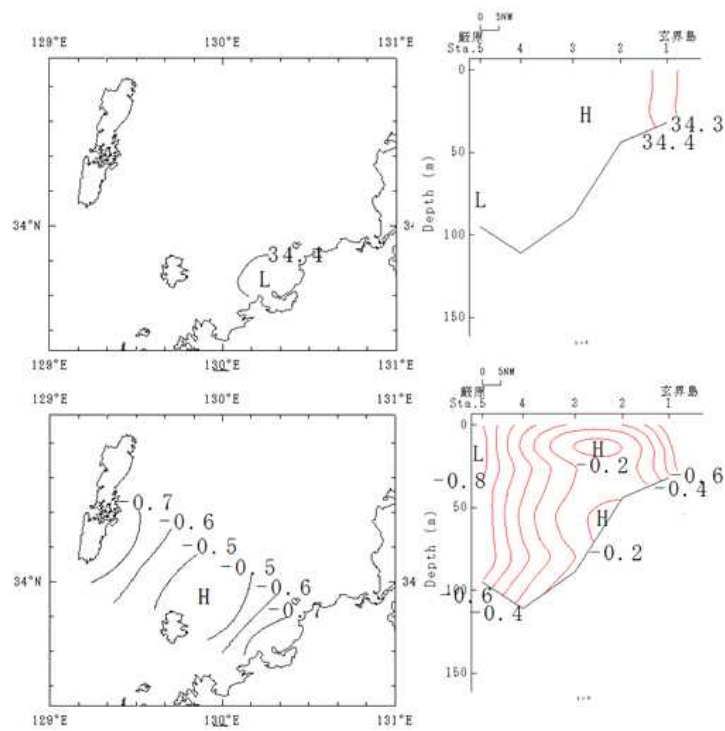 129°E 130°E 131°E
34°N
34.4
L
129°E 130°E 131°E
0 5NM
厳原 玄界島
Sta.5 4 3 2 1
0
50
100
150
Depth (m)
H
L
34.3
34.4
129°E 130°E 131°E
34°N
-0.7
-0.6
-0.5
-0.5
-0.6
H
129°E 130°E 131°E
0 5NM
厳原 玄界島
Sta.5 4 3 2 1
0
50
100
150
Depth (m)
L
H
-0.2
-0.8
-0.6
-0.4
H
-0.2
-0.6
-0.4